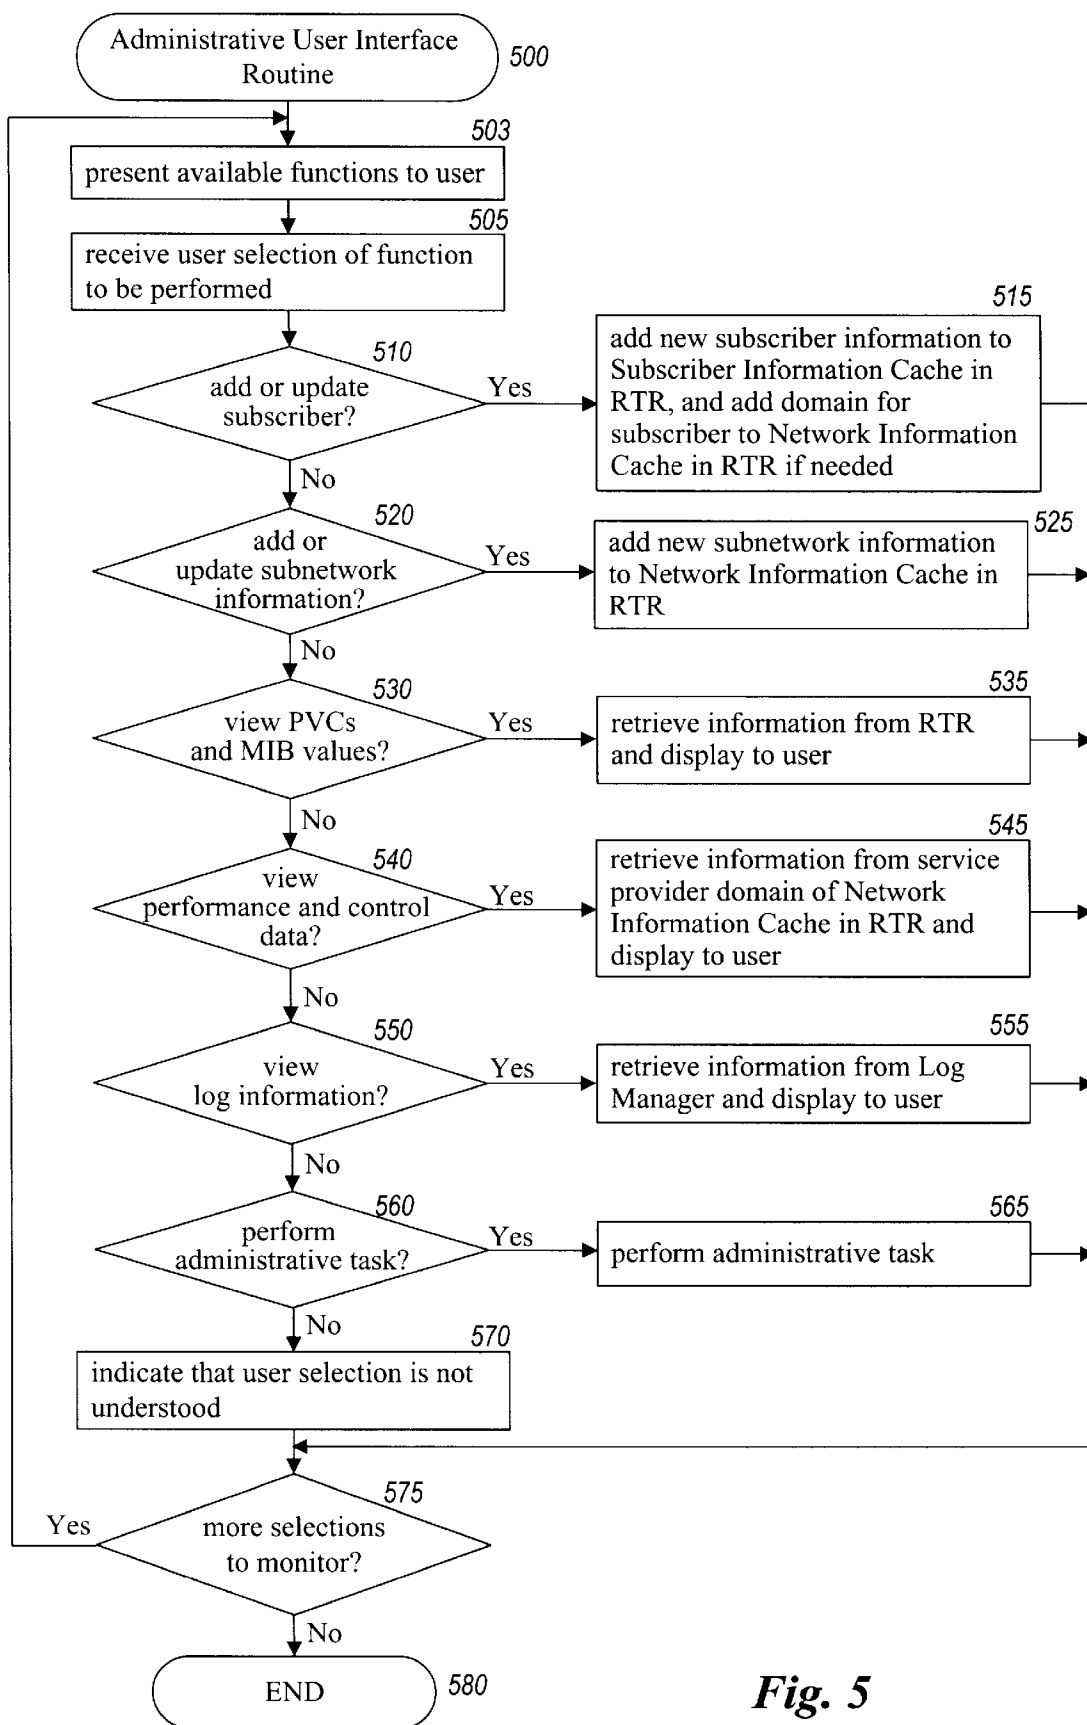 Administrative User Interface
Routine
500
503
present available functions to user
505
receive user selection of function
to be performed
510
add or update
subscriber?
Yes
515
add new subscriber information to
Subscriber Information Cache in
RTR, and add domain for
subscriber to Network Information
Cache in RTR if needed
No
520
add or
update subnetwork
information?
Yes
525
add new subnetwork information
to Network Information Cache in
RTR
No
530
view PVCs
and MIB values?
Yes
535
retrieve information from RTR
and display to user
No
540
view
performance and control
data?
Yes
545
retrieve information from service
provider domain of Network
Information Cache in RTR and
display to user
No
550
view
log information?
Yes
555
retrieve information from Log
Manager and display to user
No
560
perform
administrative task?
Yes
565
perform administrative task
No
570
indicate that user selection is not
understood
575
more selections
to monitor?
Yes
No
END
580
Fig. 5